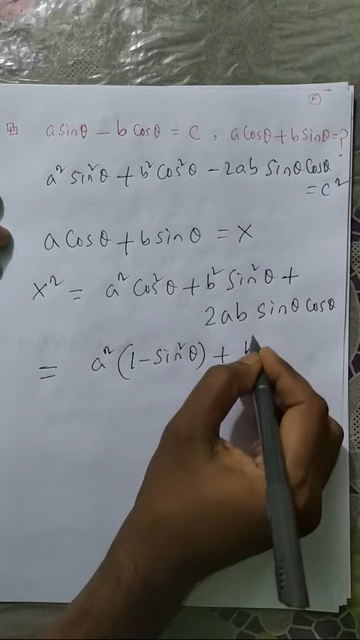 a sinθ - b cosθ = c, a cosθ + b sinθ = ?
a² sin²θ + b² cos²θ - 2ab sinθ cosθ
= c²
a cosθ + b sinθ = x
x² = a² cos²θ + b² sin²θ +
2ab sinθ cosθ
= a² (1 - sin²θ) +